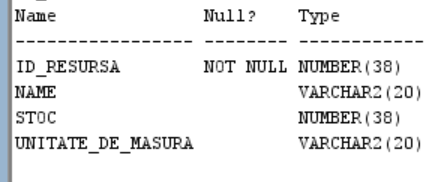 Name Null? Type
----------------- -------- ------------
ID_RESURSA NOT NULL NUMBER(38)
NAME VARCHAR2(20)
STOC NUMBER(38)
UNITATE_DE_MASURA VARCHAR2(20)